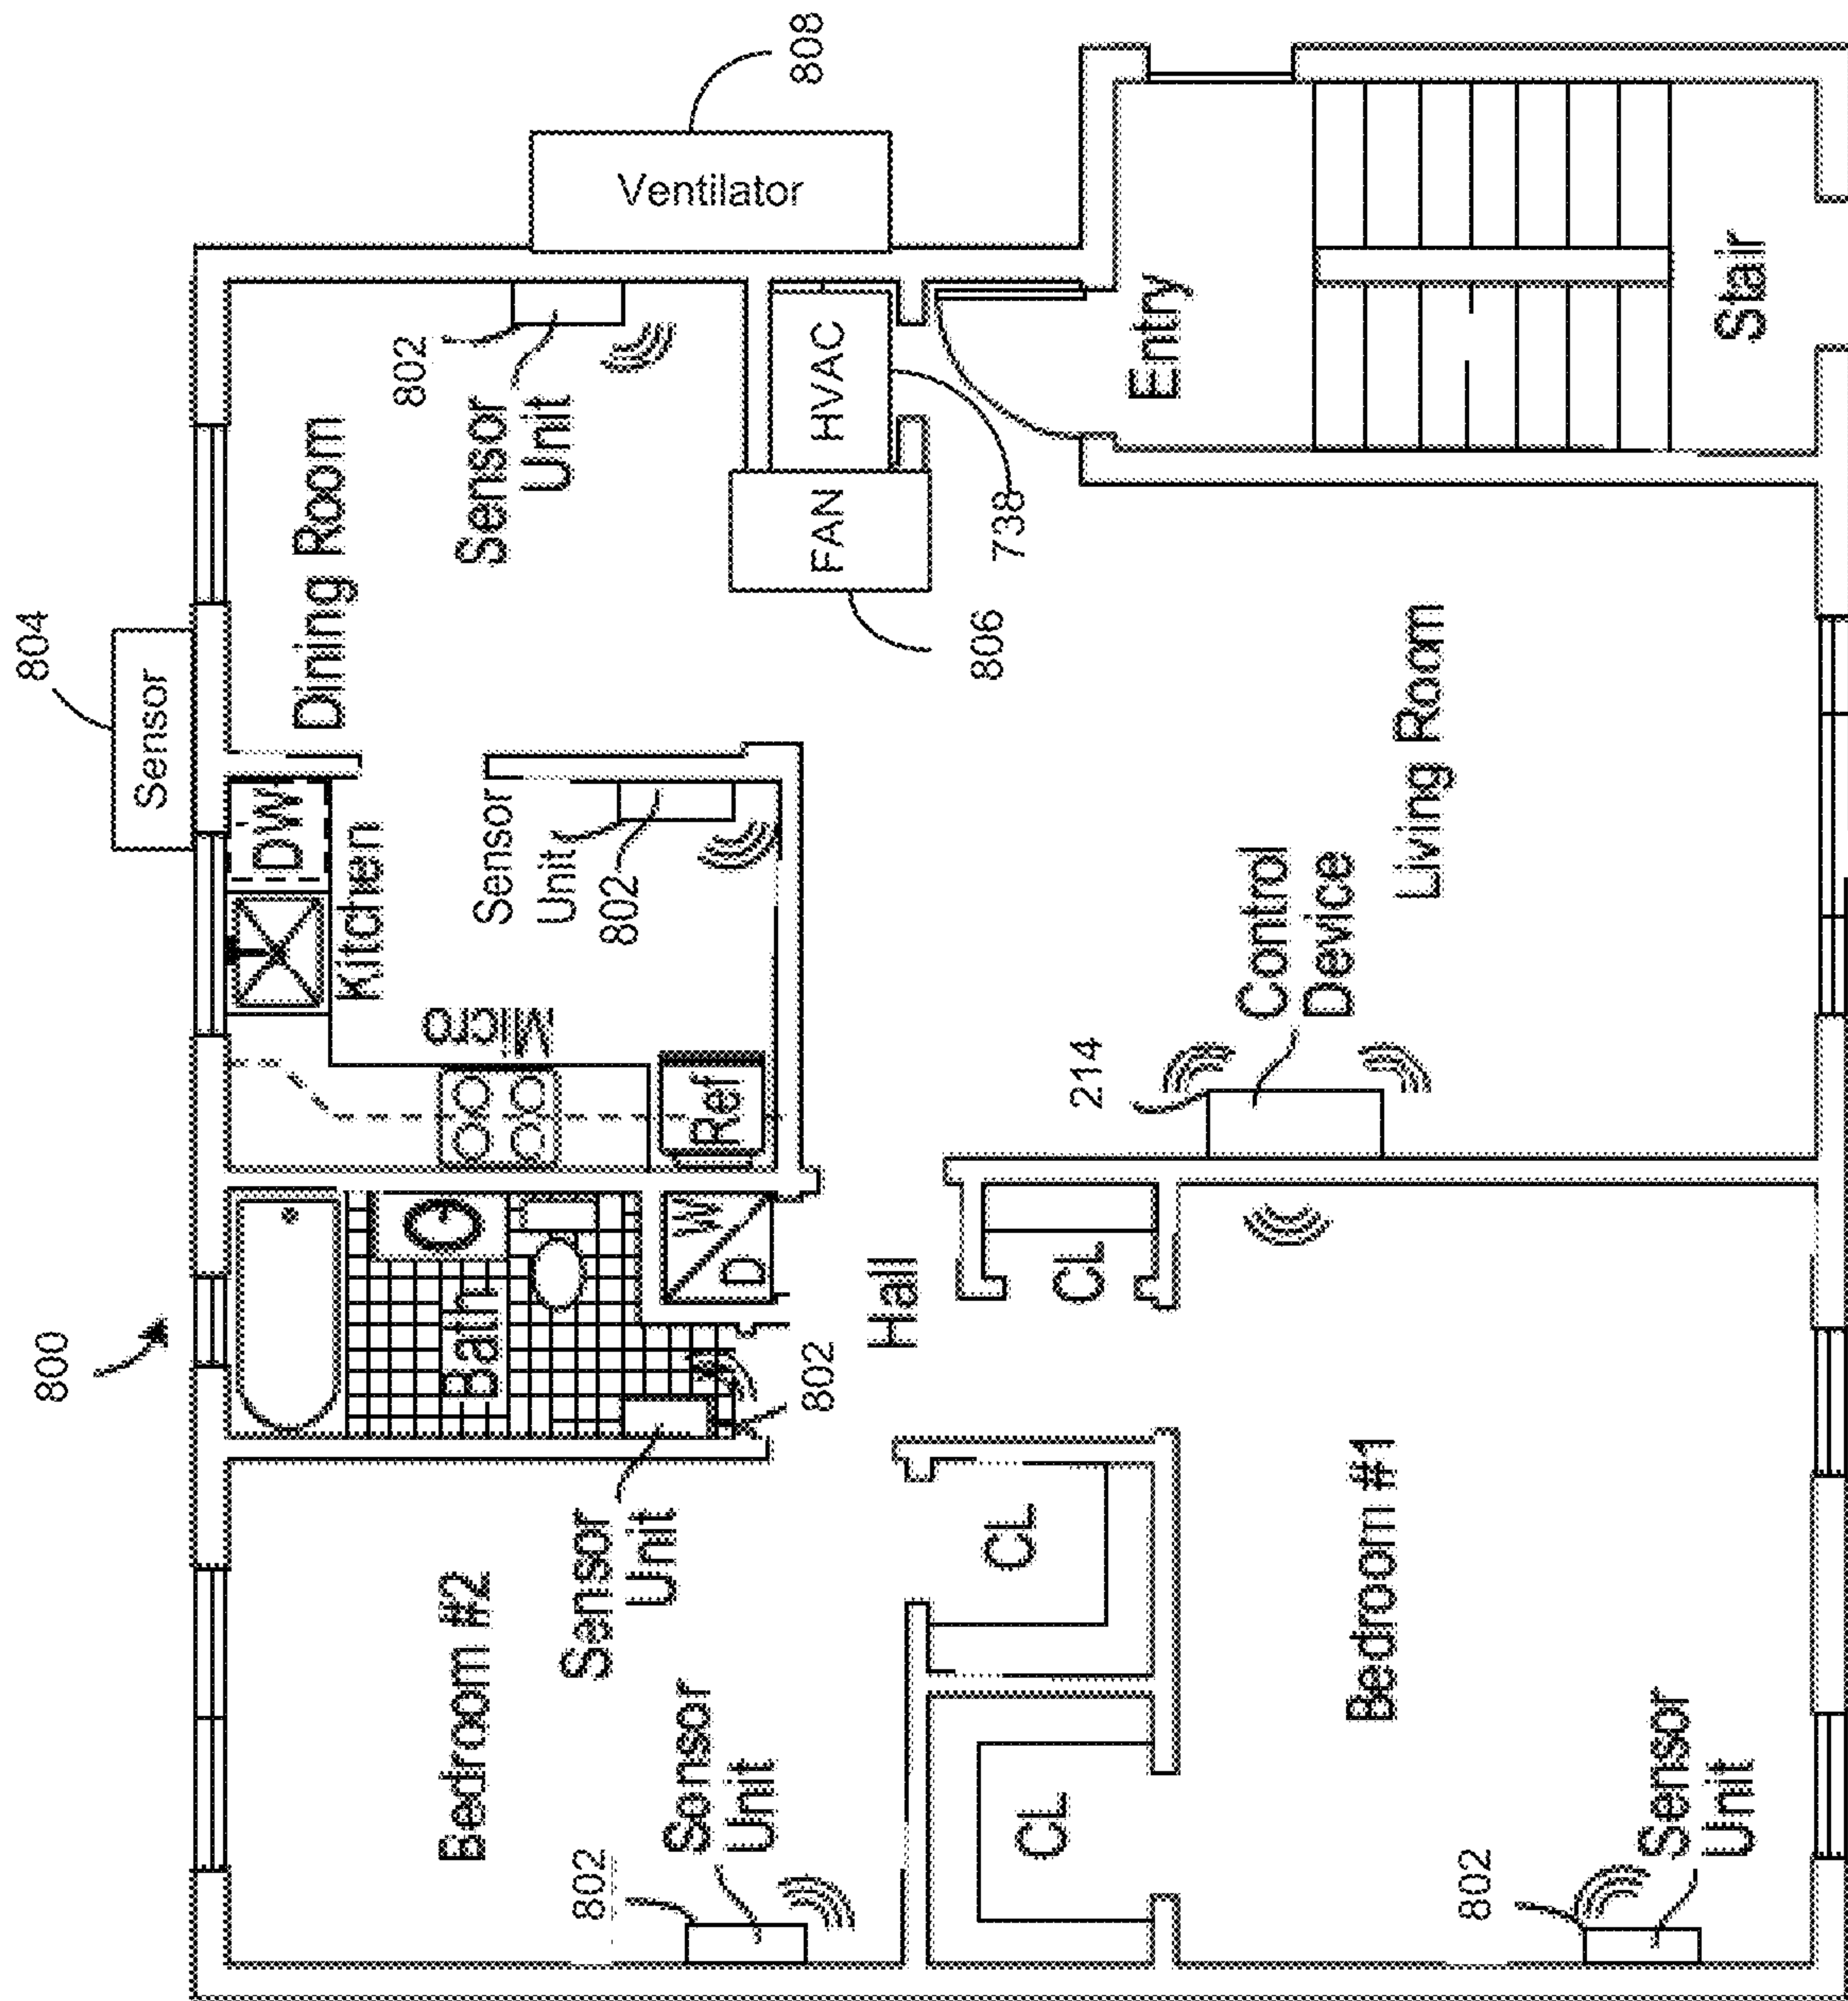 800
804
Sensor
DW
Dining Room
Kitchen
802
Bedroom #2
Bath
Micro
Sensor
Unit
Sensor
Unit
802
Sensor
Unit
802
Sonsor
Unit
W
D
Ref
Ventilator
808
802
FAN
HVAC
Hall
806
738
CL
CL
CL
214
Entry
Control
Device
Bedroom #1
Living Room
802
Sensor
Unit
Stair